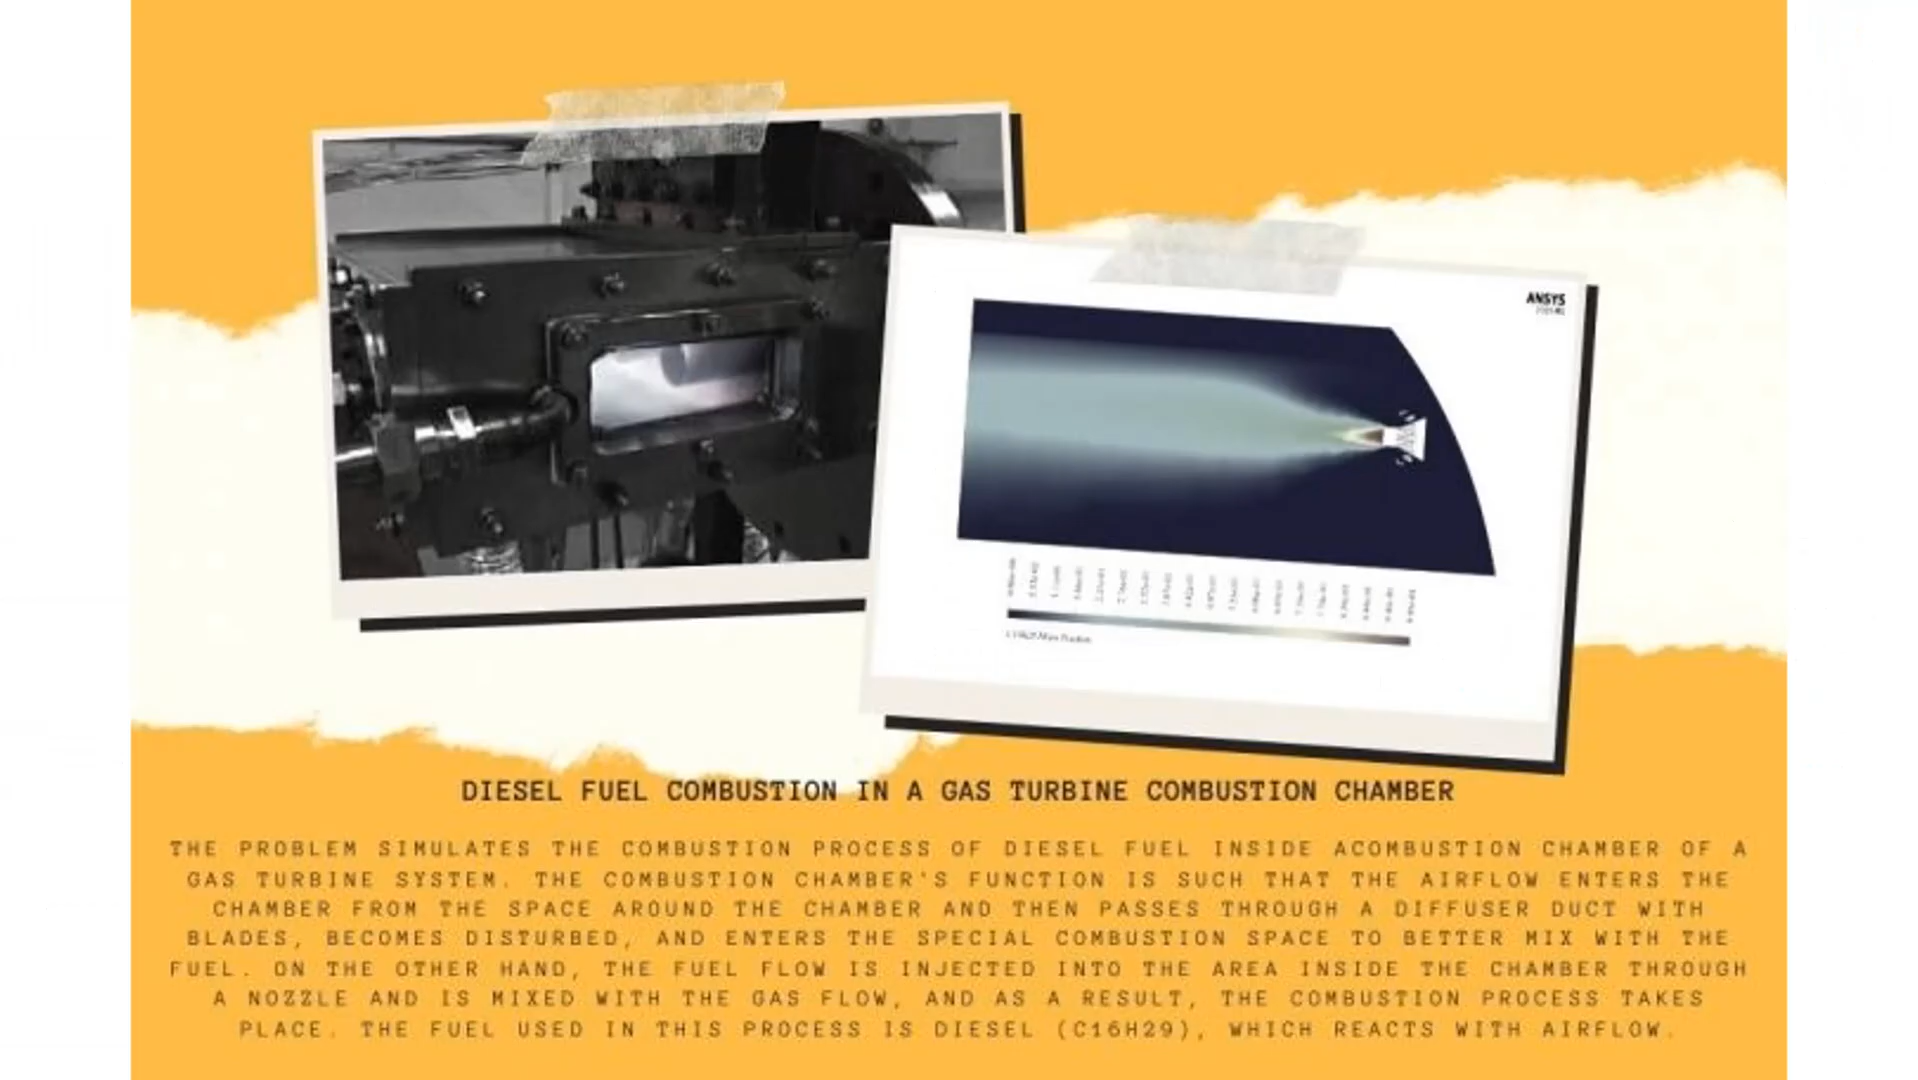 ANSYS
DIESEL FUEL COMBUSTION IN A GAS TURBINE COMBUSTION CHAMBER
THE PROBLEM SIMULATES THE COMBUSTION PROCESS OF DIESEL FUEL INSIDE ACOMBUSTION CHAMBER OF A
GAS TURBINE SYSTEM. THE COMBUSTION CHAMBER'S FUNCTION IS SUCH THAT THE AIRFLOW ENTERS THE
CHAMBER FROM THE SPACE AROUND THE CHAMBER AND THEN PASSES THROUGH A DIFFUSER DUCT WITH
BLADES, BECOMES DISTURBED, AND ENTERS THE SPECIAL COMBUSTION SPACE TO BETTER MIX WITH THE
FUEL. ON THE OTHER HAND, THE FUEL FLOW IS INJECTED INTO THE AREA INSIDE THE CHAMBER THROUGH
A NOZZLE AND IS MIXED WITH THE GAS FLOW, AND AS A RESULT, THE COMBUSTION PROCESS TAKES
PLACE. THE FUEL USED IN THIS PROCESS IS DIESEL (C16H29), WHICH REACTS WITH AIRFLOW.